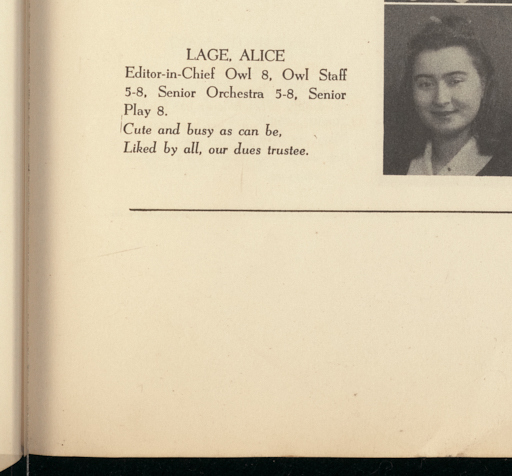 LAGE, ALICE
Editor-in-Chief Owl 8, Owl Staff
5-8, Senior Orchestra 5-8, Senior
Play 8.
Cute and busy as can be,
Liked by all, our dues trustee.